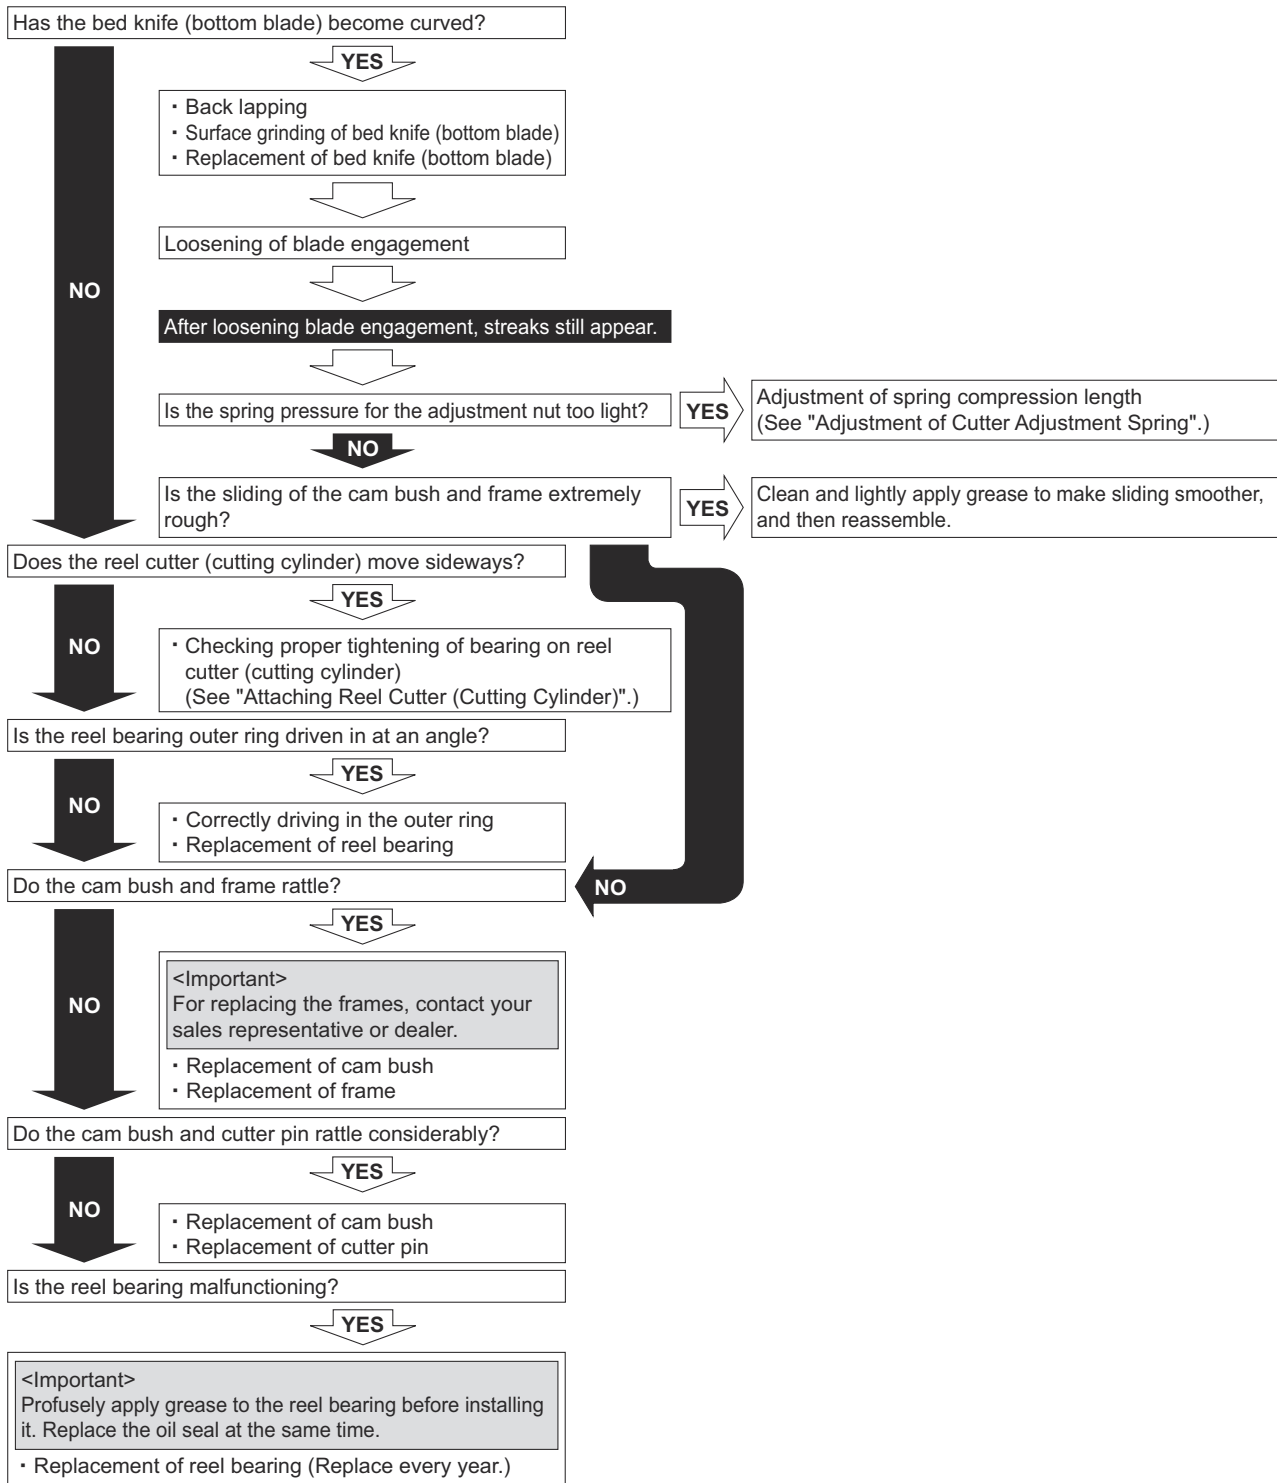 Has the bed knife (bottom blade) become curved?
YES
・Back lapping
・Surface grinding of bed knife (bottom blade)
・Replacement of bed knife (bottom blade)
Loosening of blade engagement
NO
After loosening blade engagement, streaks still appear.
Is the spring pressure for the adjustment nut too light?
YES
Adjustment of spring compression length
(See "Adjustment of Cutter Adjustment Spring".)
NO
Is the sliding of the cam bush and frame extremely
rough?
YES
Clean and lightly apply grease to make sliding smoother,
and then reassemble.
Does the reel cutter (cutting cylinder) move sideways?
YES
NO
・Checking proper tightening of bearing on reel
cutter (cutting cylinder)
(See "Attaching Reel Cutter (Cutting Cylinder)".)
Is the reel bearing outer ring driven in at an angle?
YES
NO
・Correctly driving in the outer ring
・Replacement of reel bearing
Do the cam bush and frame rattle?
NO
YES
NO
<Important>
For replacing the frames, contact your
sales representative or dealer.
・Replacement of cam bush
・Replacement of frame
Do the cam bush and cutter pin rattle considerably?
YES
NO
・Replacement of cam bush
・Replacement of cutter pin
Is the reel bearing malfunctioning?
YES
<Important>
Profusely apply grease to the reel bearing before installing
it. Replace the oil seal at the same time.
・Replacement of reel bearing (Replace every year.)